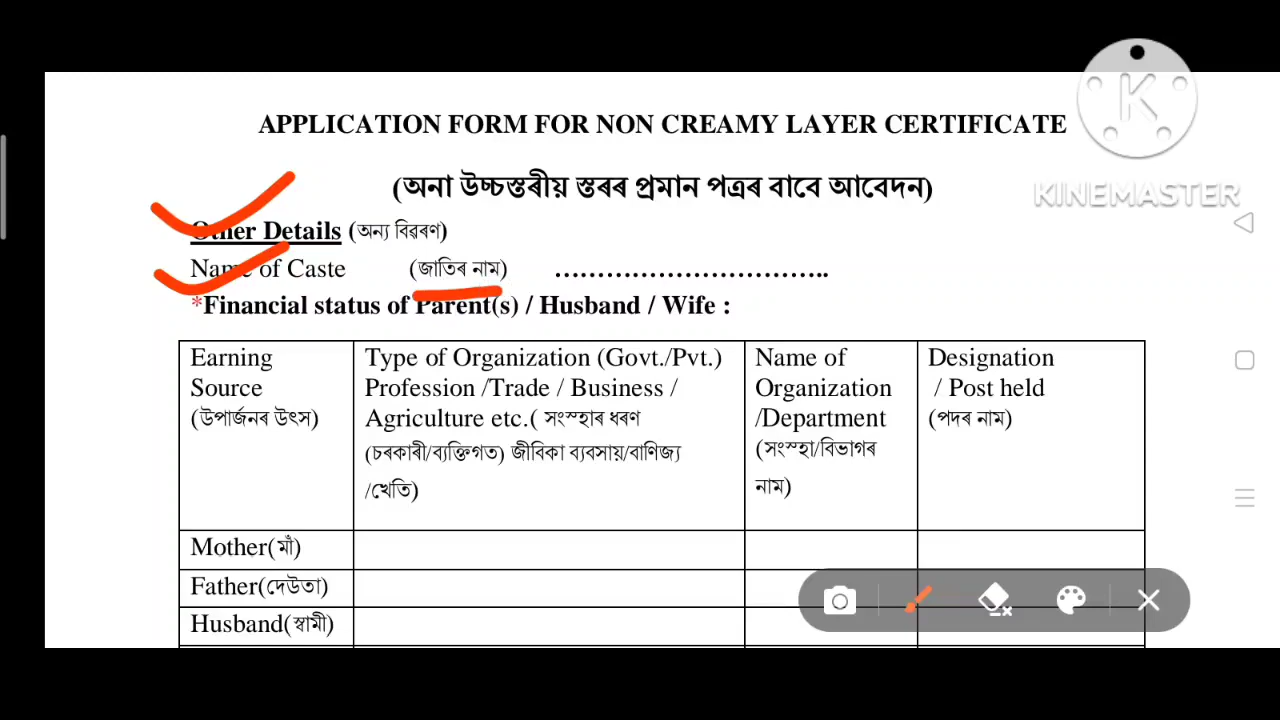 APPLICATION FORM FOR NON CREAMY LAYER CERTIFICATE
(অনা উচ্চস্তৰীয় স্তৰৰ প্ৰমান পত্ৰৰ বাবে আবেদন)
KINEMASTER
Other Details (অন্য বিৱৰণ)
Name of Caste (জাতিৰ নাম) ………………………………..
*Financial status of Parent(s) / Husband / Wife :
Earning
Source
(উপাৰ্জনৰ উৎস)
Type of Organization (Govt./Pvt.)
Profession /Trade / Business /
Agriculture etc.( সংস্হাৰ ধৰণ
(চৰকাৰী/ব্যক্তিগত) জীবিকা ব্যবসায়/বাণিজ্য
/খেতি)
Name of
Organization
/Department
(সংস্হা/বিভাগৰ
নাম)
Designation
/ Post held
(পদৰ নাম)
Mother(মাঁ)
Father(দেউতা)
Husband(স্বামী)